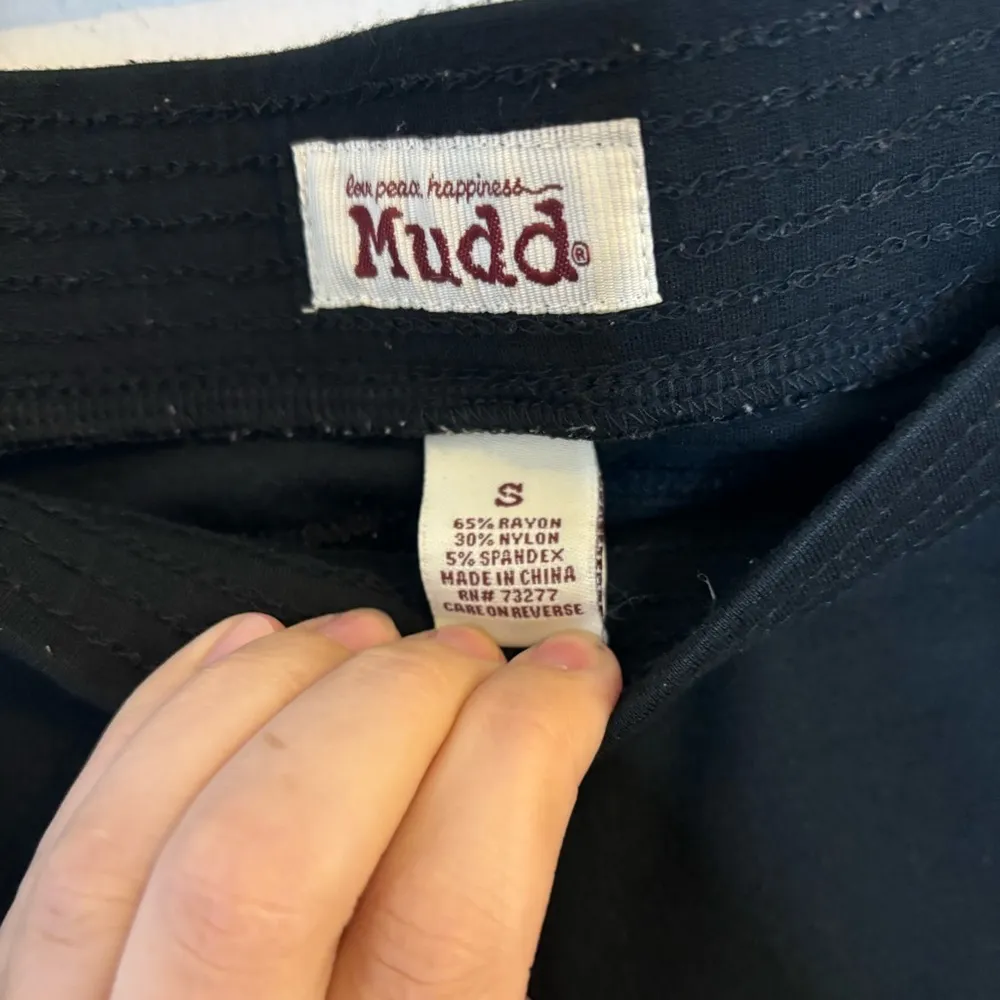 love peace happiness
Mudd®
S
65% RAYON
30% NYLON
5% SPANDEX
MADE IN CHINA
RN# 73277
CARE ON REVERSE